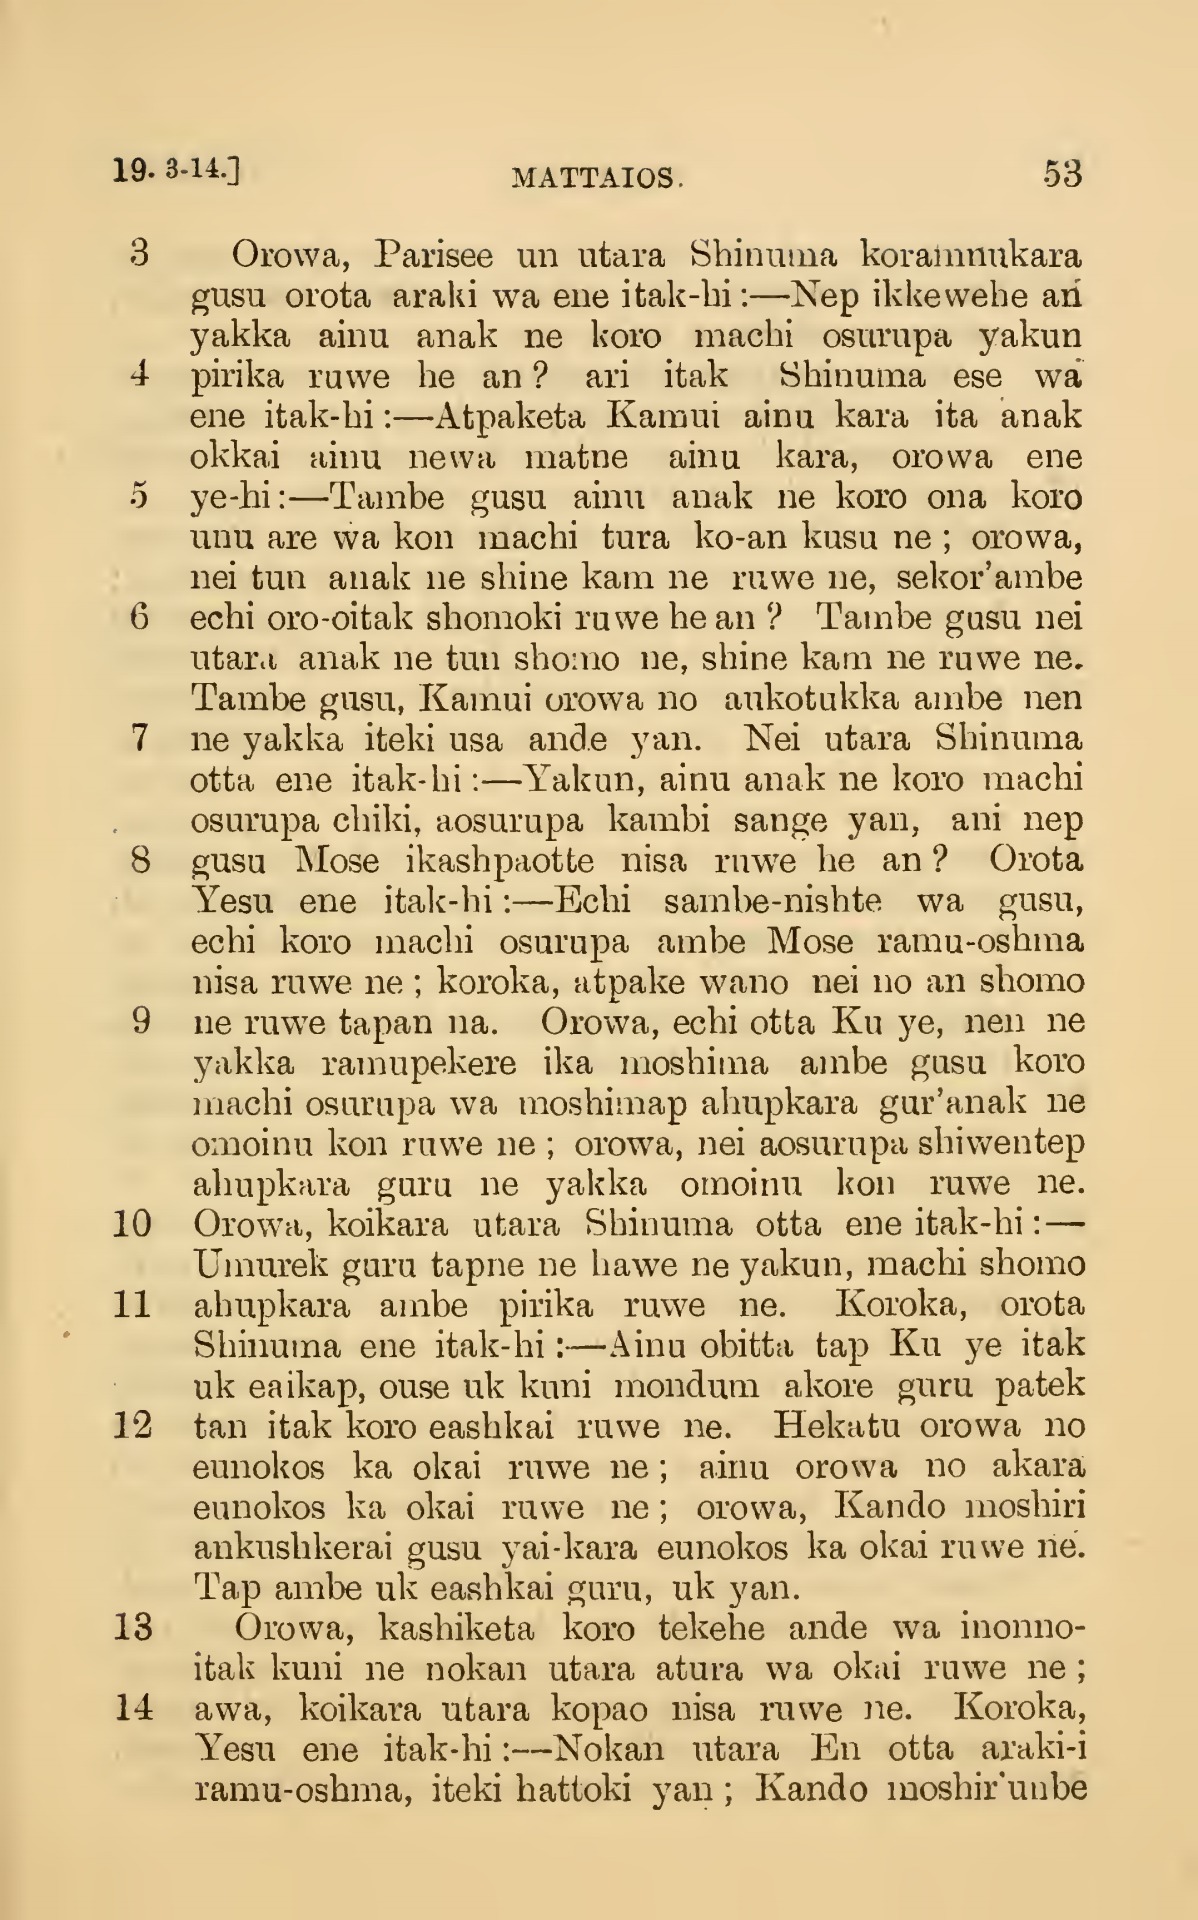 19. 3-14.] MATTAIOS. 53
3 Orowa, Parisee un utara Shinuma koramnukara
gusu orota araki wa ene itak-hi:—Nep ikkewehe ari
yakka ainu anak ne koro machi osurupa yakun
4 pirika ruwe he an? ari itak Shinuma ese wa
ene itak-hi:—Atpaketa Kamui ainu kara ita anak
okkai ainu newa matne ainu kara, orowa ene
5 ye-hi:—Tambe gusu ainu anak ne koro ona koro
unu are wa kon machi tura ko-an kusu ne; orowa,
nei tun anak ne shine kam ne ruwe ne, sekor'ambe
6 echi oro-oitak shomoki ruwe he an? Tambe gusu nei
utara anak ne tun shomo ne, shine kam ne ruwe ne.
Tambe gusu, Kamui orowa no aukotukka ambe nen
7 ne yakka iteki usa ande yan. Nei utara Shinuma
otta ene itak-hi:—Yakun, ainu anak ne koro machi
osurupa chiki, aosurupa kambi sange yan, ani nep
8 gusu Mose ikashpaotte nisa ruwe he an? Orota
Yesu ene itak-hi:—Echi sambe-nishte wa gusu,
echi koro machi osurupa ambe Mose ramu-oshma
nisa ruwe ne; koroka, atpake wano nei no an shomo
9 ne ruwe tapan na. Orowa, echi otta Ku ye, nen ne
yakka ramupekere ika moshima ambe gusu koro
machi osurupa wa moshimap ahupkara gur'anak ne
omoinu kon ruwe ne; orowa, nei aosurupa shiwentep
ahupkara guru ne yakka omoinu kon ruwe ne.
10 Orowa, koikara utara Shinuma otta ene itak-hi:—
Umurek guru tapne ne hawe ne yakun, machi shomo
11 ahupkara ambe pirika ruwe ne. Koroka, orota
Shinuma ene itak-hi:—Ainu obitta tap Ku ye itak
uk eaikap, ouse uk kuni mondum akore guru patek
12 tan itak koro eashkai ruwe ne. Hekatu orowa no
eunokos ka okai ruwe ne; ainu orowa no akara
eunokos ka okai ruwe ne; orowa, Kando moshiri
ankushkerai gusu yai-kara eunokos ka okai ruwe ne.
Tap ambe uk eashkai guru, uk yan.
13 Orowa, kashiketa koro tekehe ande wa inonno-
itak kuni ne nokan utara atura wa okai ruwe ne;
14 awa, koikara utara kopao nisa ruwe ne. Koroka,
Yesu ene itak-hi:—Nokan utara En otta araki-i
ramu-oshma, iteki hattoki yan; Kando moshir'unbe